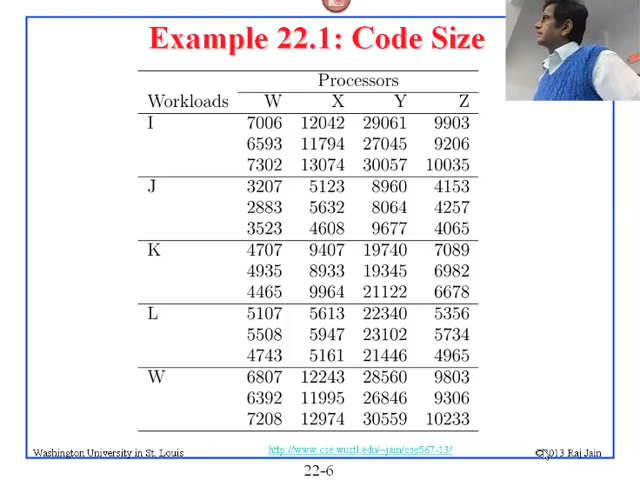 Example 22.1: Code Size
Processors
Workloads W X Y Z
I 7006 12042 29061 9903
6593 11794 27045 9206
7302 13074 30057 10035
J 3207 5123 8960 4153
2883 5632 8064 4257
3523 4608 9677 4065
K 4707 9407 19740 7089
4935 8933 19345 6982
4465 9964 21122 6678
L 5107 5613 22340 5356
5508 5947 23102 5734
4743 5161 21446 4965
W 6807 12243 28560 9803
6392 11995 26846 9306
7208 12974 30559 10233
Washington University in St. Louis http://www.cse.wustl.edu/~jain/cse567-13/ ©2013 Raj Jain
22-6